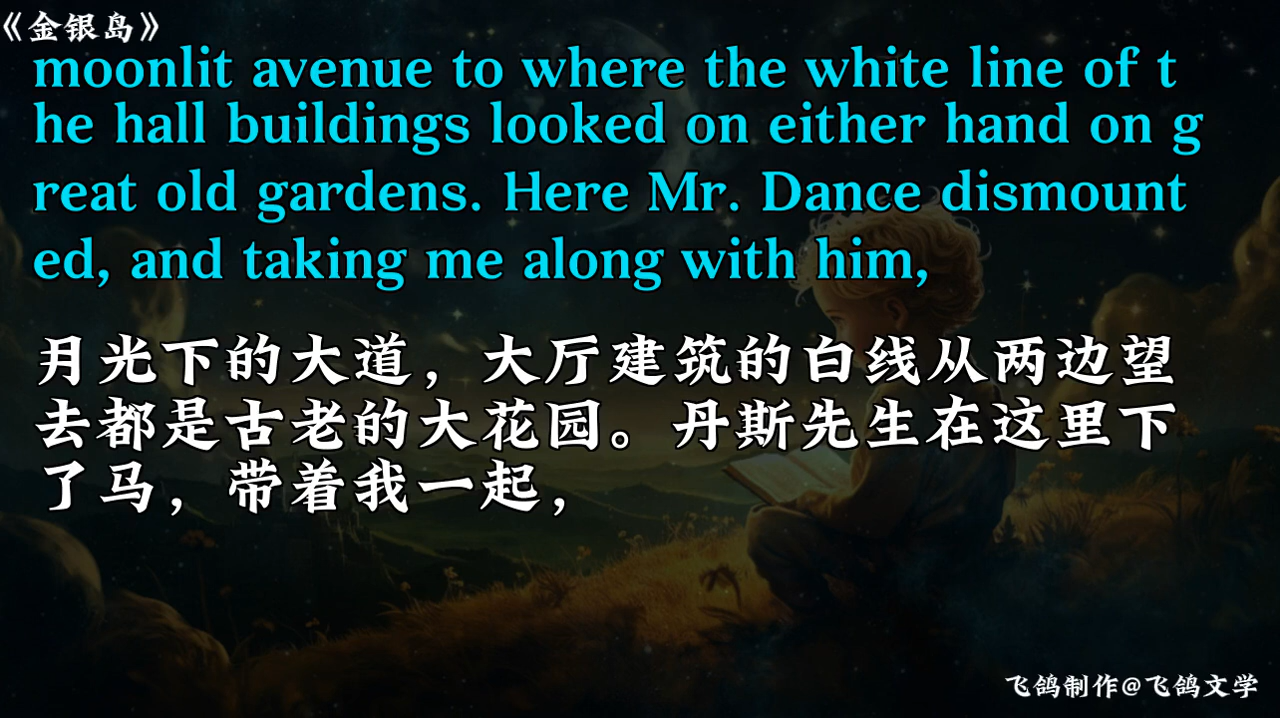 《金银岛》
moonlit avenue to where the white line of t
he hall buildings looked on either hand on g
reat old gardens. Here Mr. Dance dismount
ed, and taking me along with him,
月光下的大道，大厅建筑的白线从两边望
去都是古老的大花园。丹斯先生在这里下
了马，带着我一起，
飞鸽制作@飞鸽文学